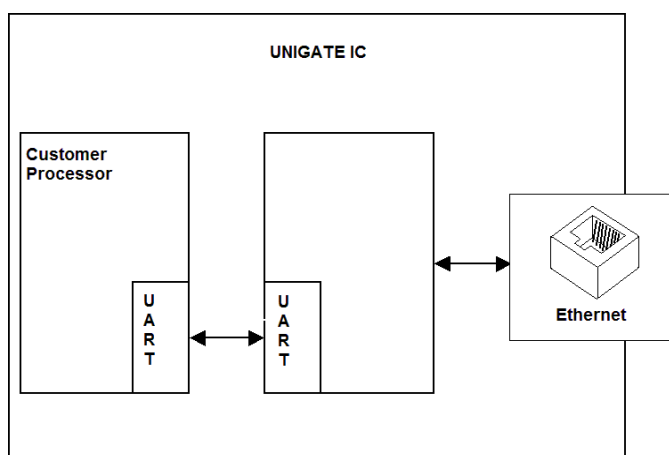 UNIGATE IC
Customer
Processor
U
A
R
T
U
A
R
T
Ethernet